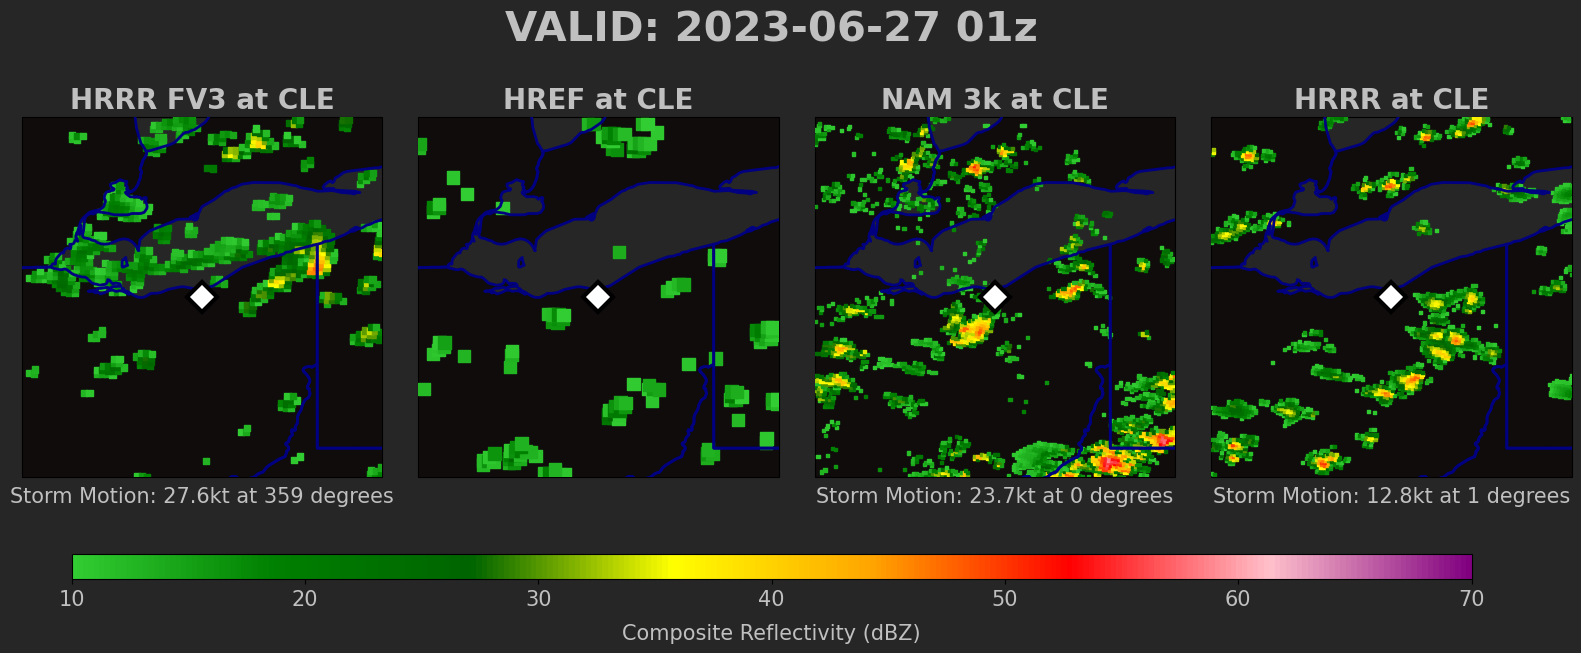 VALID: 2023-06-27 01z
HRRR FV3 at CLE
HREF at CLE
NAM 3k at CLE
HRRR at CLE
Storm Motion: 27.6kt at 359 degrees
Storm Motion: 23.7kt at 0 degrees
Storm Motion: 12.8kt at 1 degrees
10 20 30 40 50 60 70
Composite Reflectivity (dBZ)